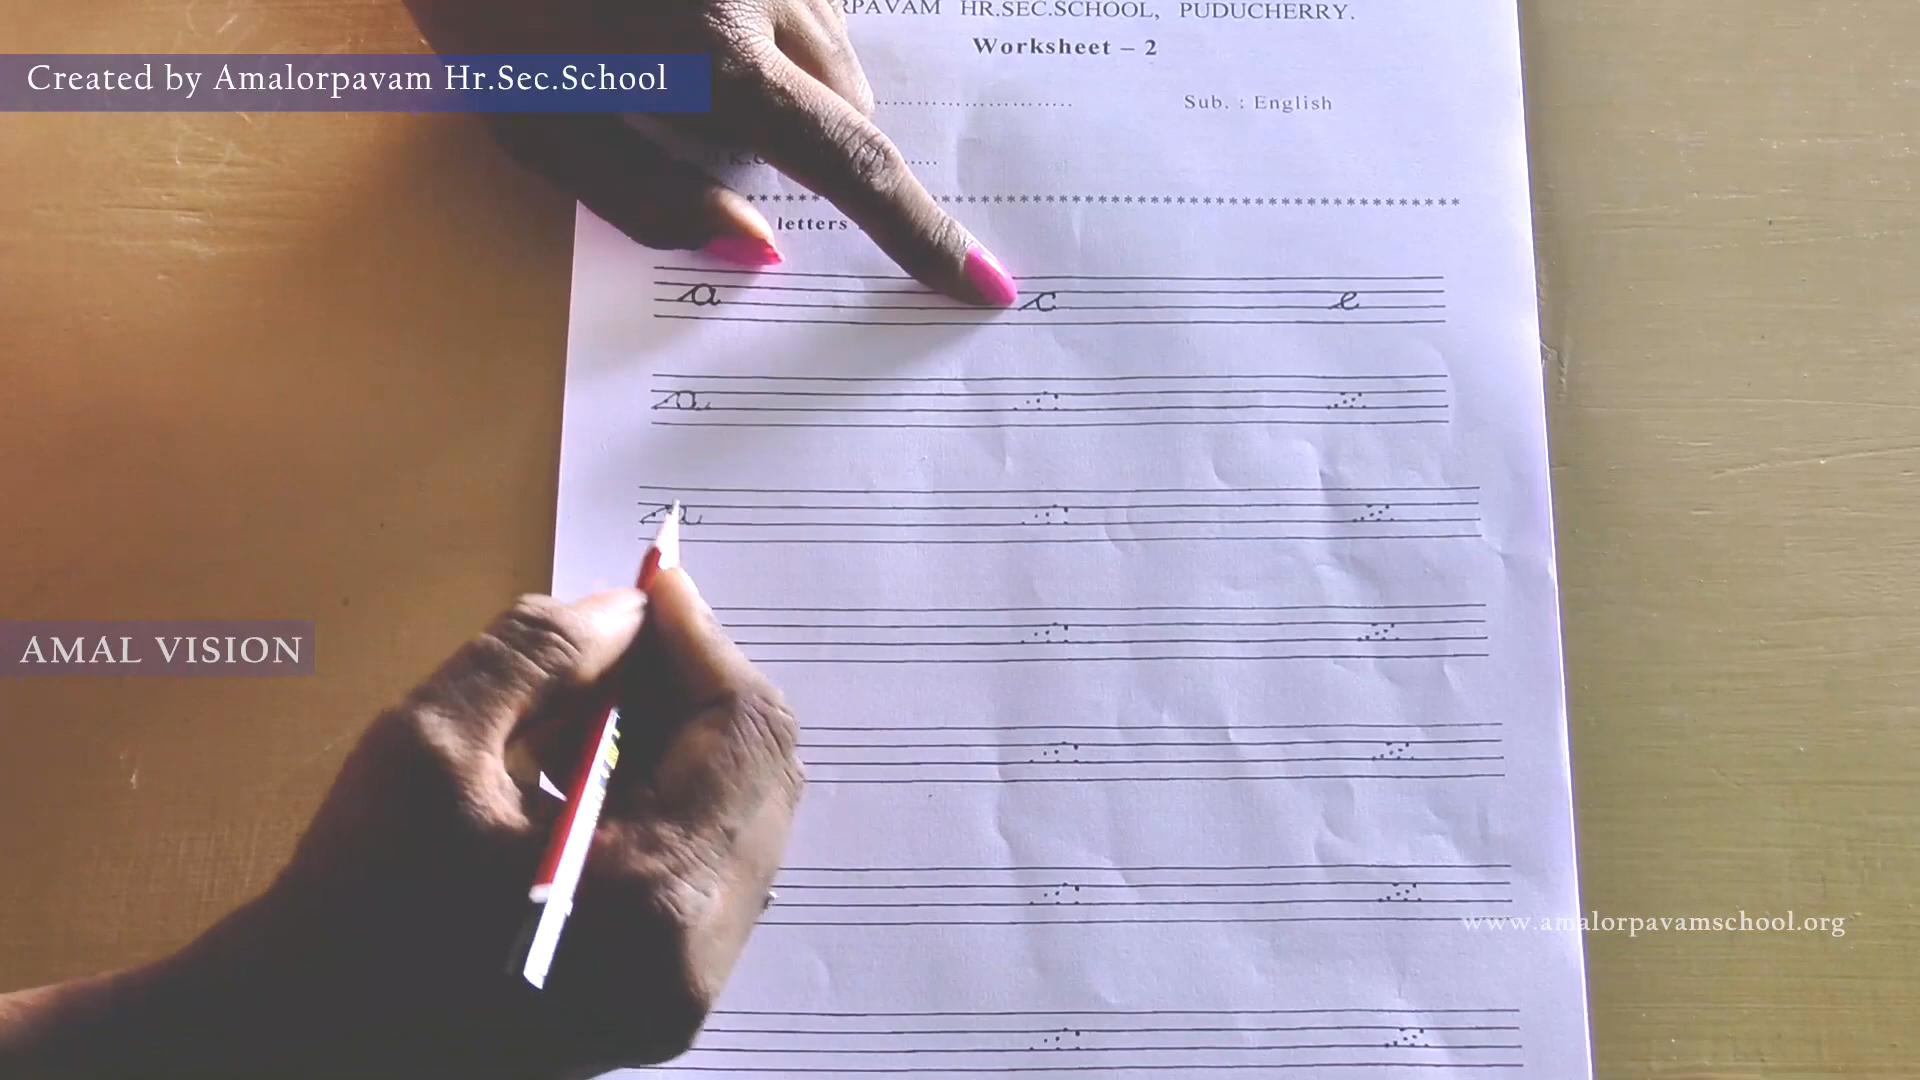 HR.SEC.SCHOOL, PUDUCHERRY.
Worksheet – 2
Created by Amalorpavam Hr.Sec.School
Sub. : English
letters
a c e
a
a
AMAL VISION
www.amalorpavamschool.org